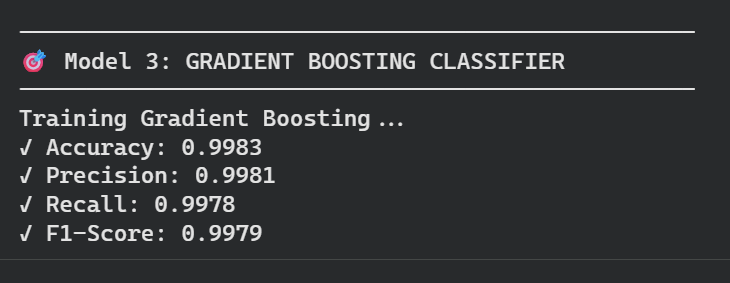 🎯 Model 3: GRADIENT BOOSTING CLASSIFIER
Training Gradient Boosting...
✓ Accuracy: 0.9983
✓ Precision: 0.9981
✓ Recall: 0.9978
✓ F1-Score: 0.9979